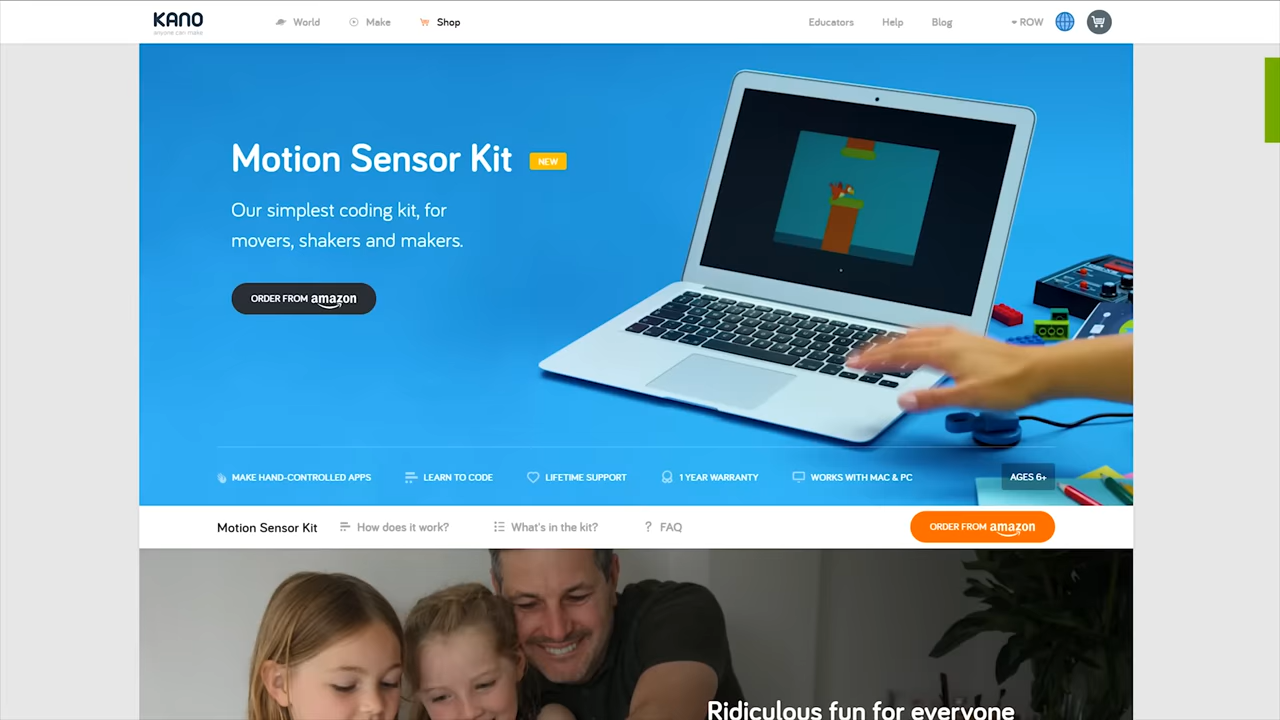 KANO
anyone can make
World
Make
Shop
Educators
Help
Blog
ROW
Motion Sensor Kit
NEW
Our simplest coding kit, for
movers, shakers and makers.
ORDER FROM amazon
MAKE HAND-CONTROLLED APPS
LEARN TO CODE
LIFETIME SUPPORT
1 YEAR WARRANTY
WORKS WITH MAC & PC
AGES 6+
Motion Sensor Kit
How does it work?
What's in the kit?
? FAQ
ORDER FROM amazon
Ridiculous fun for everyone